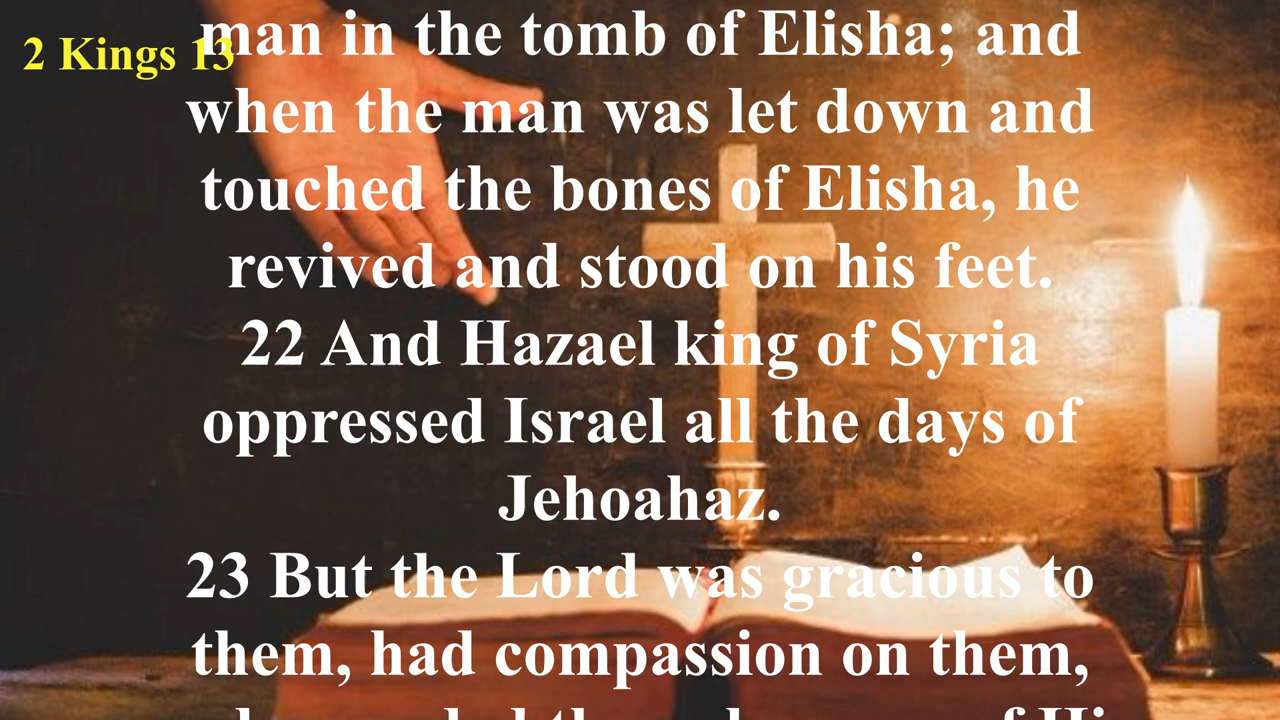 2 Kings 13
man in the tomb of Elisha; and
when the man was let down and
touched the bones of Elisha, he
revived and stood on his feet.
22 And Hazael king of Syria
oppressed Israel all the days of
Jehoahaz.
23 But the Lord was gracious to
them, had compassion on them,